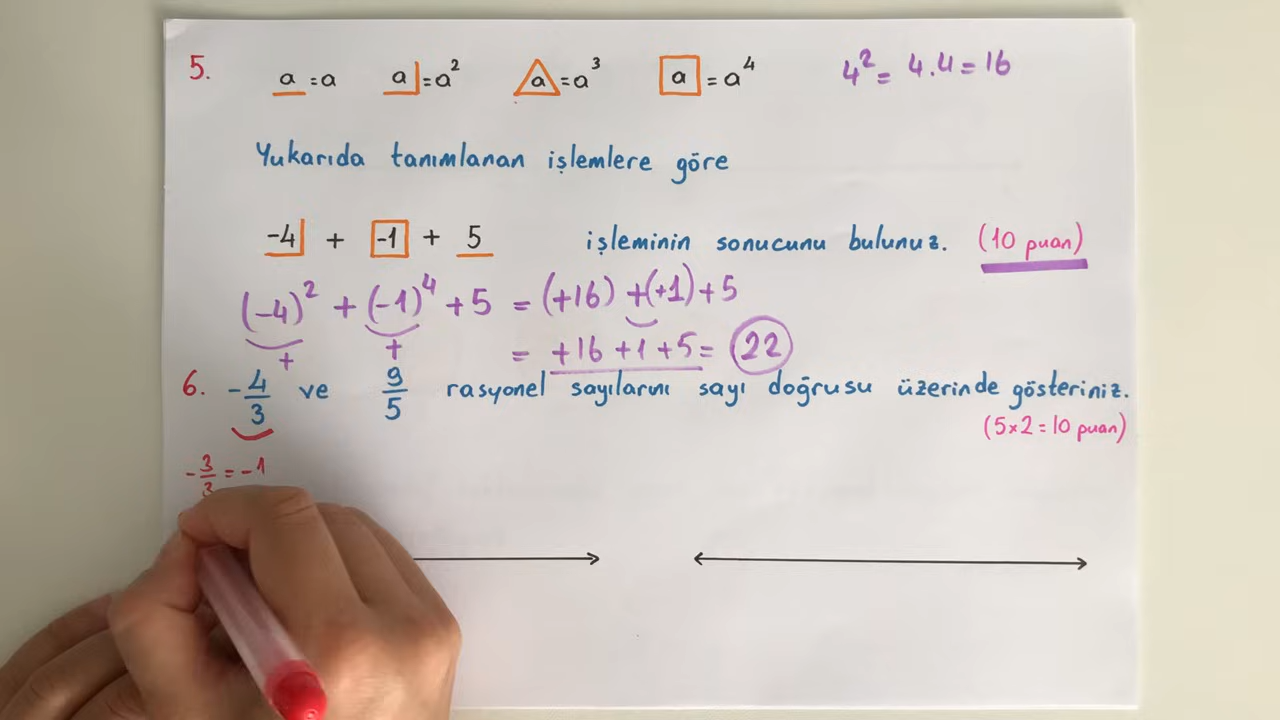 5. a = a a = a² a = a³ a = a⁴ 4² = 4.4 = 16
Yukarıda tanımlanan işlemlere göre
-4 + -1 + 5 işleminin sonucunu bulunuz. (10 puan)
(-4)² + (-1)⁴ + 5 = (+16) + (+1) + 5
+ + = +16 + 1 + 5 = 22
6. -4/3 ve 9/5 rasyonel sayılarını sayı doğrusu üzerinde gösteriniz.
(5×2 = 10 puan)
-3/3 = -1